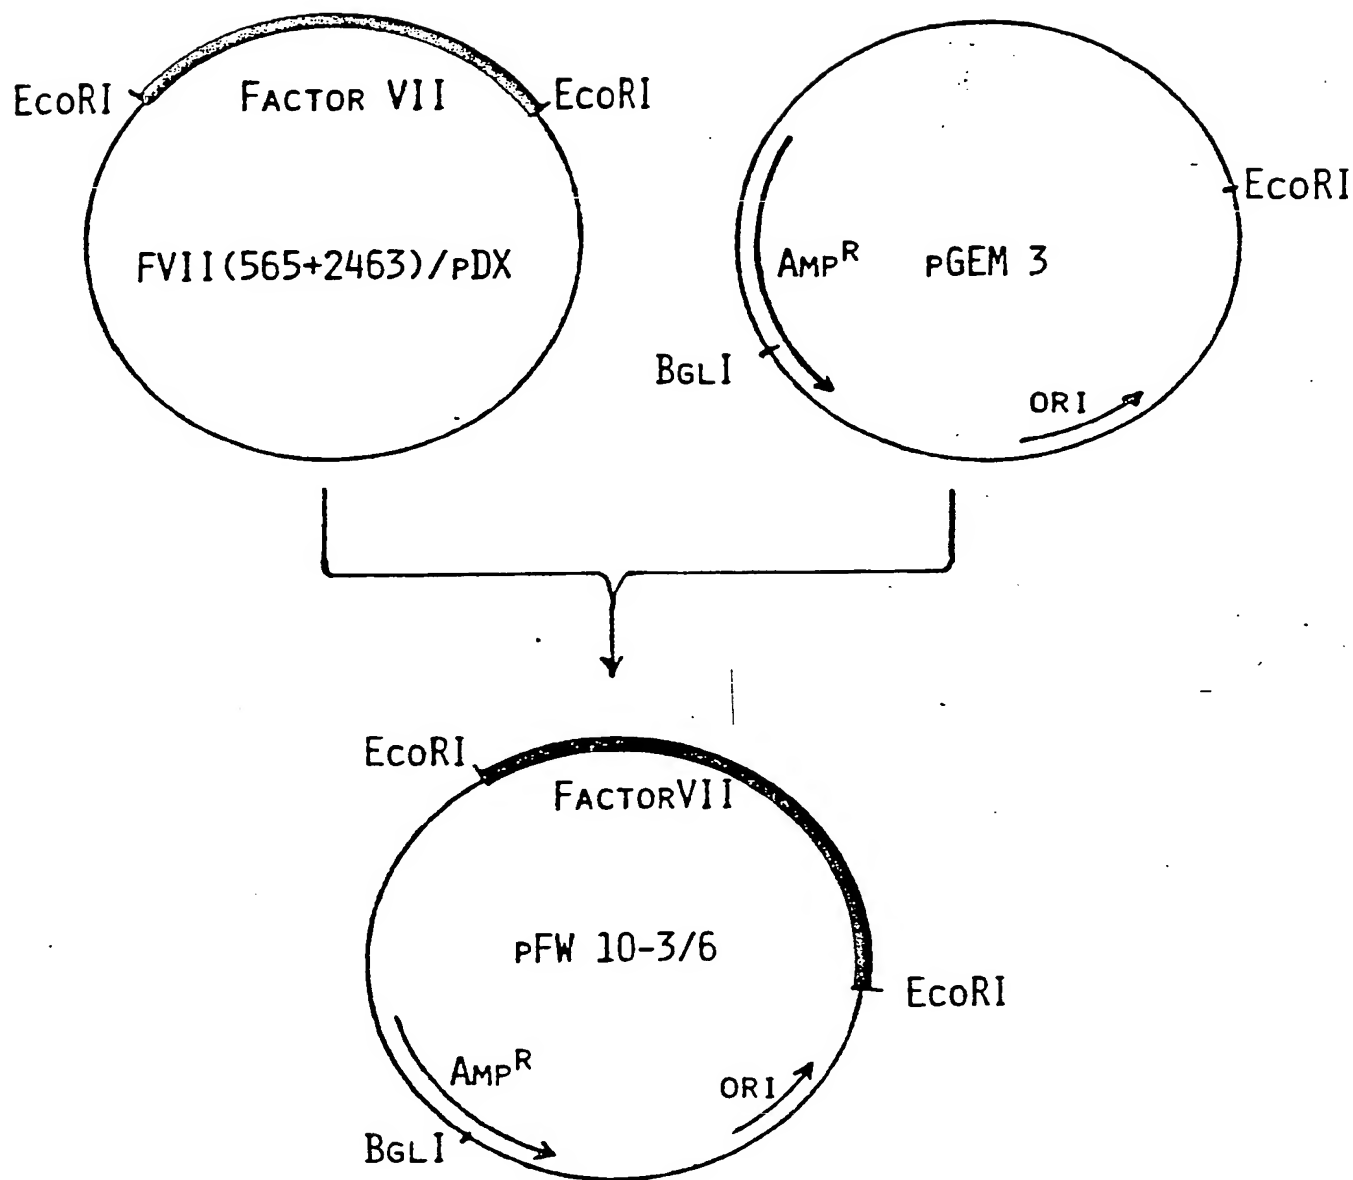 EcoRI
FACTOR VII
EcoRI
FVII(565+2463)/pDX
EcoRI
AMPᴿ
pGEM 3
BGLI
ORI
EcoRI
FACTORVII
pFW 10-3/6
EcoRI
AMPᴿ
ORI
BGLI